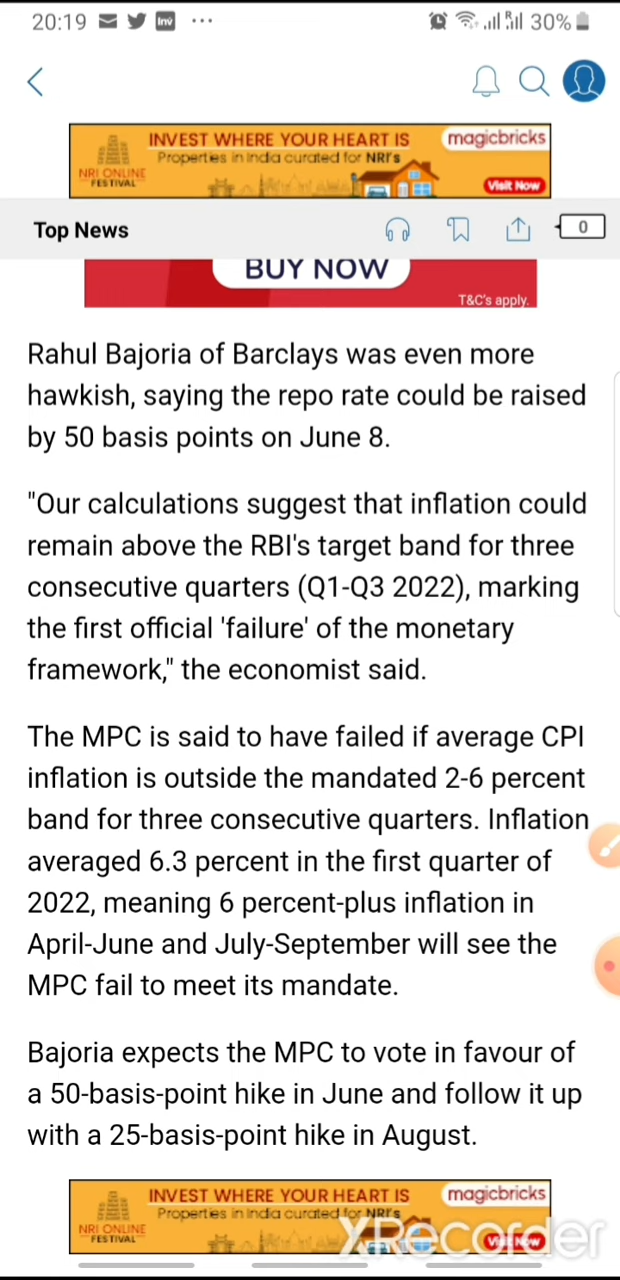 20:19 30%
INVEST WHERE YOUR HEART IS magicbricks
Properties in India curated for NRI's
NRI ONLINE
FESTIVAL Visit Now
Top News 0
BUY NOW
T&C's apply.
Rahul Bajoria of Barclays was even more
hawkish, saying the repo rate could be raised
by 50 basis points on June 8.
"Our calculations suggest that inflation could
remain above the RBI's target band for three
consecutive quarters (Q1-Q3 2022), marking
the first official 'failure' of the monetary
framework," the economist said.
The MPC is said to have failed if average CPI
inflation is outside the mandated 2-6 percent
band for three consecutive quarters. Inflation
averaged 6.3 percent in the first quarter of
2022, meaning 6 percent-plus inflation in
April-June and July-September will see the
MPC fail to meet its mandate.
Bajoria expects the MPC to vote in favour of
a 50-basis-point hike in June and follow it up
with a 25-basis-point hike in August.
INVEST WHERE YOUR HEART IS magicbricks
Properties in India curated for NRI's
NRI ONLINE
FESTIVAL Visit Now
XRecorder